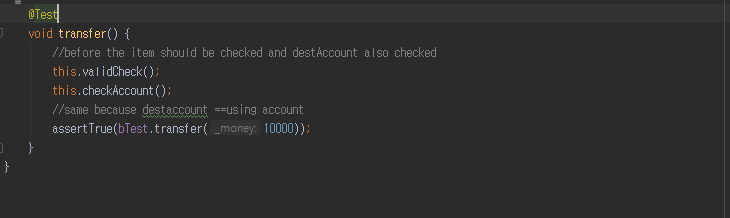 @Test
void transfer() {
//before the item should be checked and destAccount also checked
this.validCheck();
this.checkAccount();
//same because destaccount ==using account
assertTrue(bTest.transfer( _money: 10000));
}
}